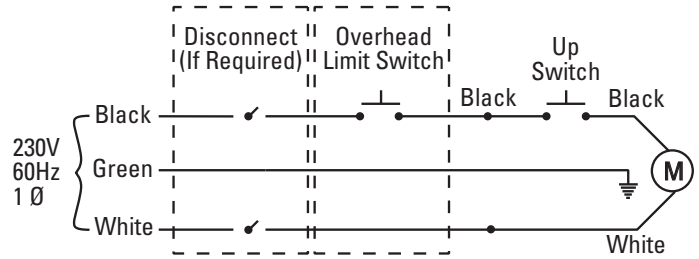 Disconnect
(If Required)
Overhead
Limit Switch
Up
Switch
Black
Black
Black
230V
60Hz
1 Ø
Green
M
White
White